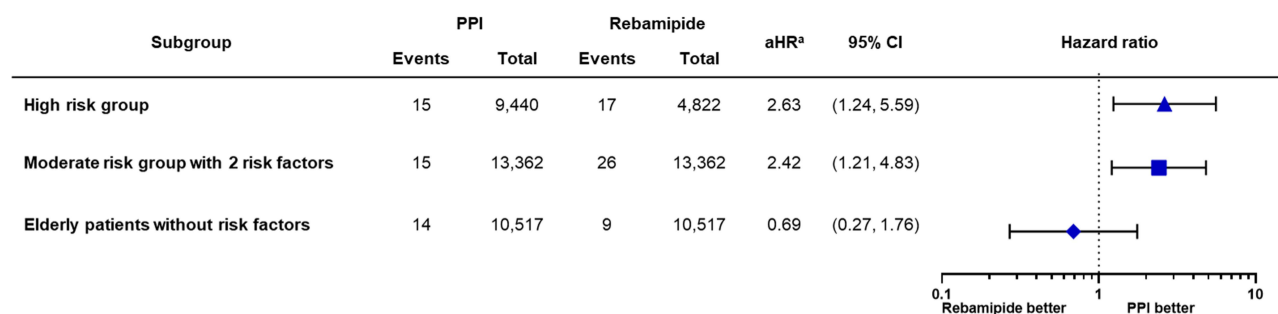 PPI Rebamipide
Subgroup aHRᵃ 95% CI Hazard ratio
Events Total Events Total
High risk group 15 9,440 17 4,822 2.63 (1.24, 5.59)
Moderate risk group with 2 risk factors 15 13,362 26 13,362 2.42 (1.21, 4.83)
Elderly patients without risk factors 14 10,517 9 10,517 0.69 (0.27, 1.76)
0.1 1 10
Rebamipide better PPI better